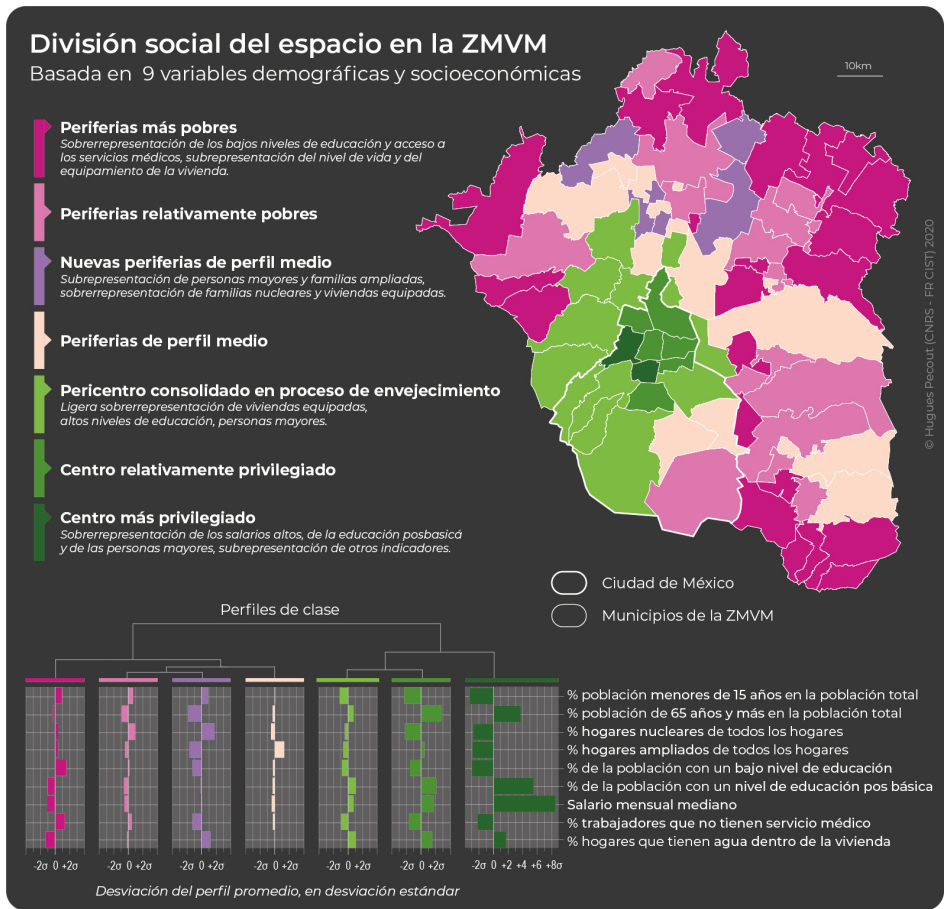 División social del espacio en la ZMVM
Basada en 9 variables demográficas y socioeconómicas
10km
Periferias más pobres
Sobrerrepresentación de los bajos niveles de educación y acceso a
los servicios médicos, subrepresentación del nivel de vida y del
equipamiento de la vivienda.
Periferias relativamente pobres
Nuevas periferias de perfil medio
Subrepresentación de personas mayores y familias ampliadas,
sobrerrepresentación de familias nucleares y viviendas equipadas.
Periferias de perfil medio
Pericentro consolidado en proceso de envejecimiento
Ligera sobrerrepresentación de viviendas equipadas,
altos niveles de educación, personas mayores.
Centro relativamente privilegiado
Centro más privilegiado
Sobrerrepresentación de los salarios altos, de la educación posbasicá
y de las personas mayores, subrepresentación de otros indicadores.
© Hugues Pecout (CNRS - FR CIST) 2020
Ciudad de México
Municipios de la ZMVM
Perfiles de clase
% población menores de 15 años en la población total
% población de 65 años y más en la población total
% hogares nucleares de todos los hogares
% hogares ampliados de todos los hogares
% de la población con un bajo nivel de educación
% de la población con un nivel de educación pos básica
Salario mensual mediano
% trabajadores que no tienen servicio médico
% hogares que tienen agua dentro de la vivienda
-2σ 0 +2σ -2σ 0 +2σ -2σ 0 +2σ -2σ 0 +2σ -2σ 0 +2σ -2σ 0 +2σ -2σ 0 +2 +4 +6 +8σ
Desviación del perfil promedio, en desviación estándar